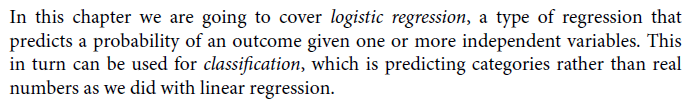 In this chapter we are going to cover logistic regression, a type of regression that
predicts a probability of an outcome given one or more independent variables. This
in turn can be used for classification, which is predicting categories rather than real
numbers as we did with linear regression.